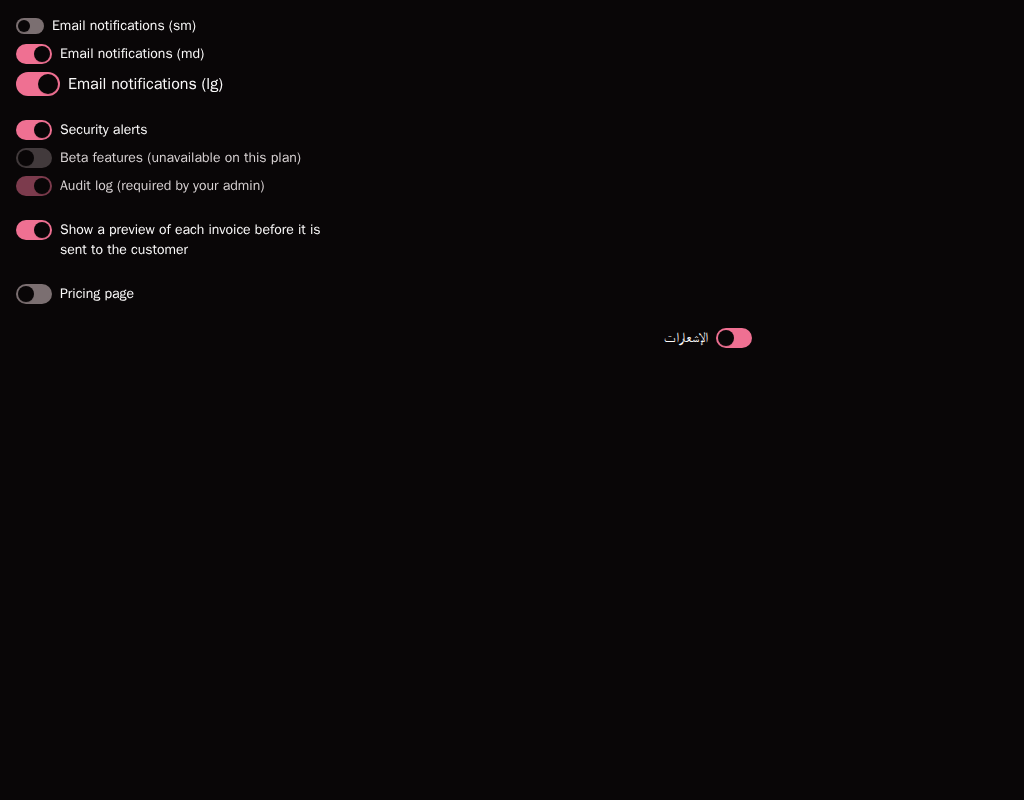 Email notifications (sm)
Email notifications (md)
Email notifications (lg)
Security alerts
Beta features (unavailable on this plan)
Audit log (required by your admin)
Show a preview of each invoice before it is
sent to the customer
Pricing page
الإشعارات